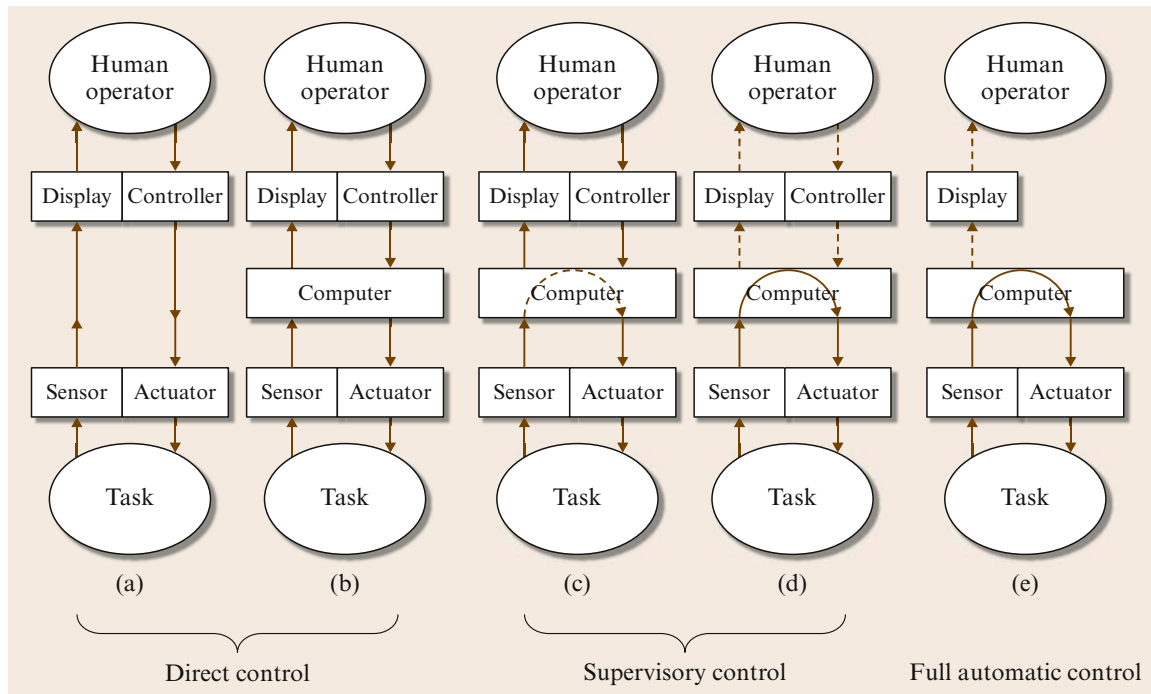 Human Human Human Human Human
operator operator operator operator operator
Display Controller Display Controller Display Controller Display Controller Display
Computer Computer Computer Computer
Sensor Actuator Sensor Actuator Sensor Actuator Sensor Actuator Sensor Actuator
Task Task Task Task Task
(a) (b) (c) (d) (e)
Direct control Supervisory control Full automatic control